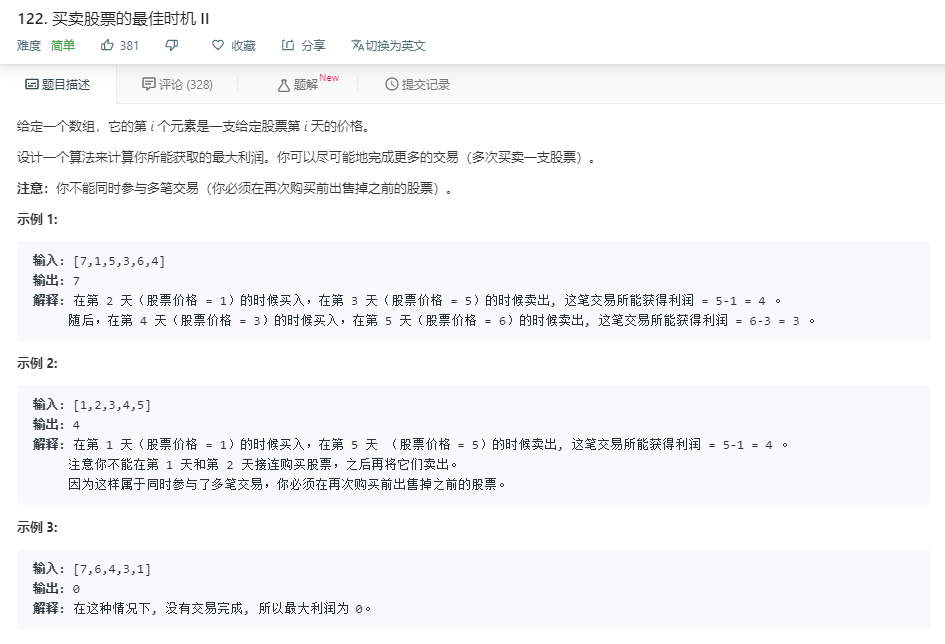 122. 买卖股票的最佳时机 II
难度 简单 381 收藏 分享 切换为英文
题目描述 评论 (328) 题解 New 提交记录
给定一个数组，它的第 i 个元素是一支给定股票第 i 天的价格。
设计一个算法来计算你所能获取的最大利润。你可以尽可能地完成更多的交易（多次买卖一支股票）。
注意：你不能同时参与多笔交易（你必须在再次购买前出售掉之前的股票）。
示例 1:
输入: [7,1,5,3,6,4]
输出: 7
解释: 在第 2 天（股票价格 = 1）的时候买入，在第 3 天（股票价格 = 5）的时候卖出, 这笔交易所能获得利润 = 5-1 = 4 。
随后，在第 4 天（股票价格 = 3）的时候买入，在第 5 天（股票价格 = 6）的时候卖出, 这笔交易所能获得利润 = 6-3 = 3 。
示例 2:
输入: [1,2,3,4,5]
输出: 4
解释: 在第 1 天（股票价格 = 1）的时候买入，在第 5 天 （股票价格 = 5）的时候卖出, 这笔交易所能获得利润 = 5-1 = 4 。
注意你不能在第 1 天和第 2 天接连购买股票，之后再将它们卖出。
因为这样属于同时参与了多笔交易，你必须在再次购买前出售掉之前的股票。
示例 3:
输入: [7,6,4,3,1]
输出: 0
解释: 在这种情况下, 没有交易完成, 所以最大利润为 0。